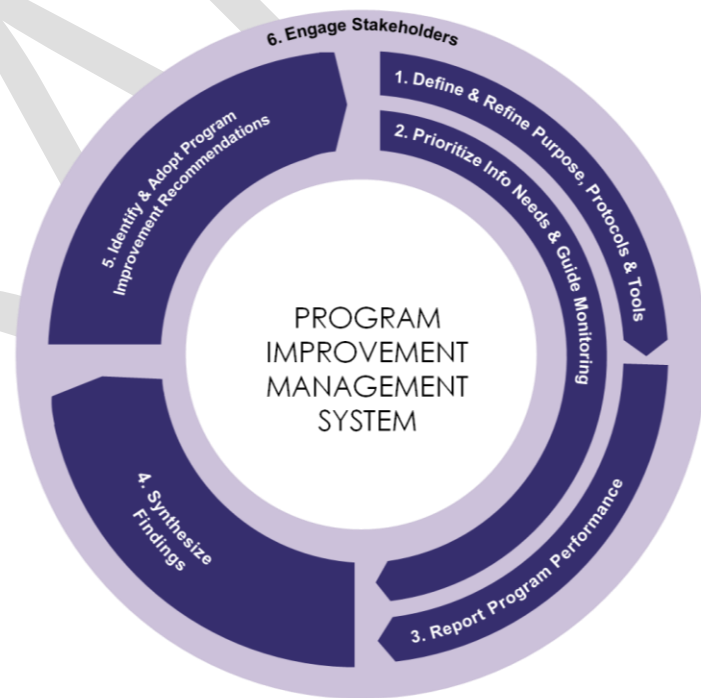 6. Engage Stakeholders
1. Define & Refine Purpose, Protocols & Tools
2. Prioritize Info Needs & Guide Monitoring
3. Report Program Performance
4. Synthesize
Findings
5. Identify & Adopt Program
Improvement Recommendations
PROGRAM
IMPROVEMENT
MANAGEMENT
SYSTEM